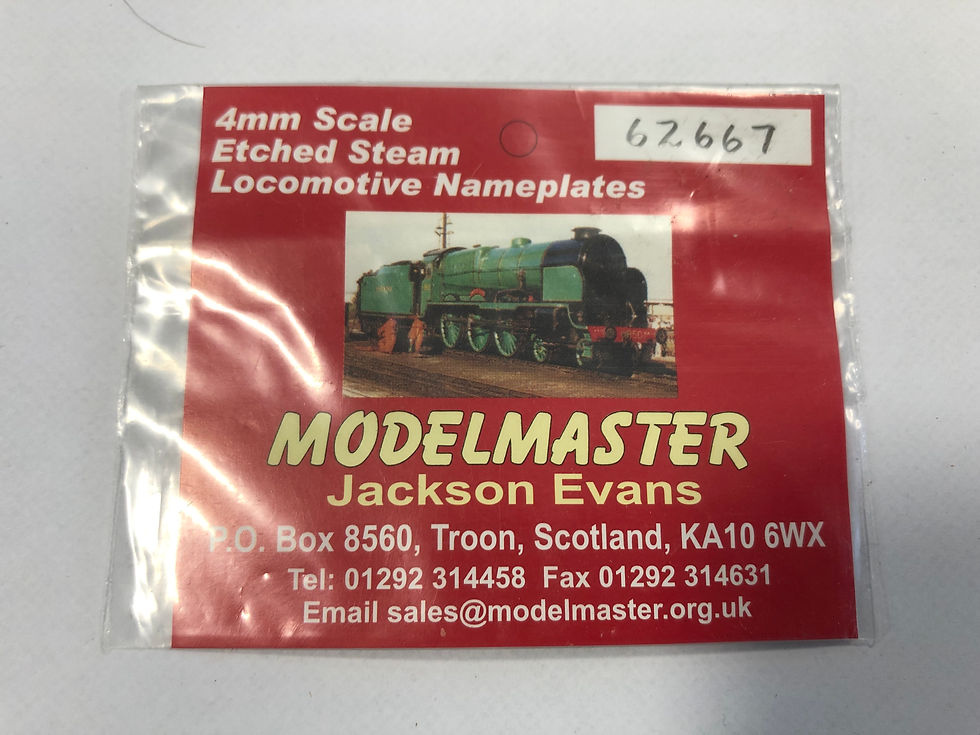 4mm Scale
Etched Steam
Locomotive Nameplates
62667
MODELMASTER
Jackson Evans
P.O. Box 8560, Troon, Scotland, KA10 6WX
Tel: 01292 314458 Fax 01292 314631
Email sales@modelmaster.org.uk